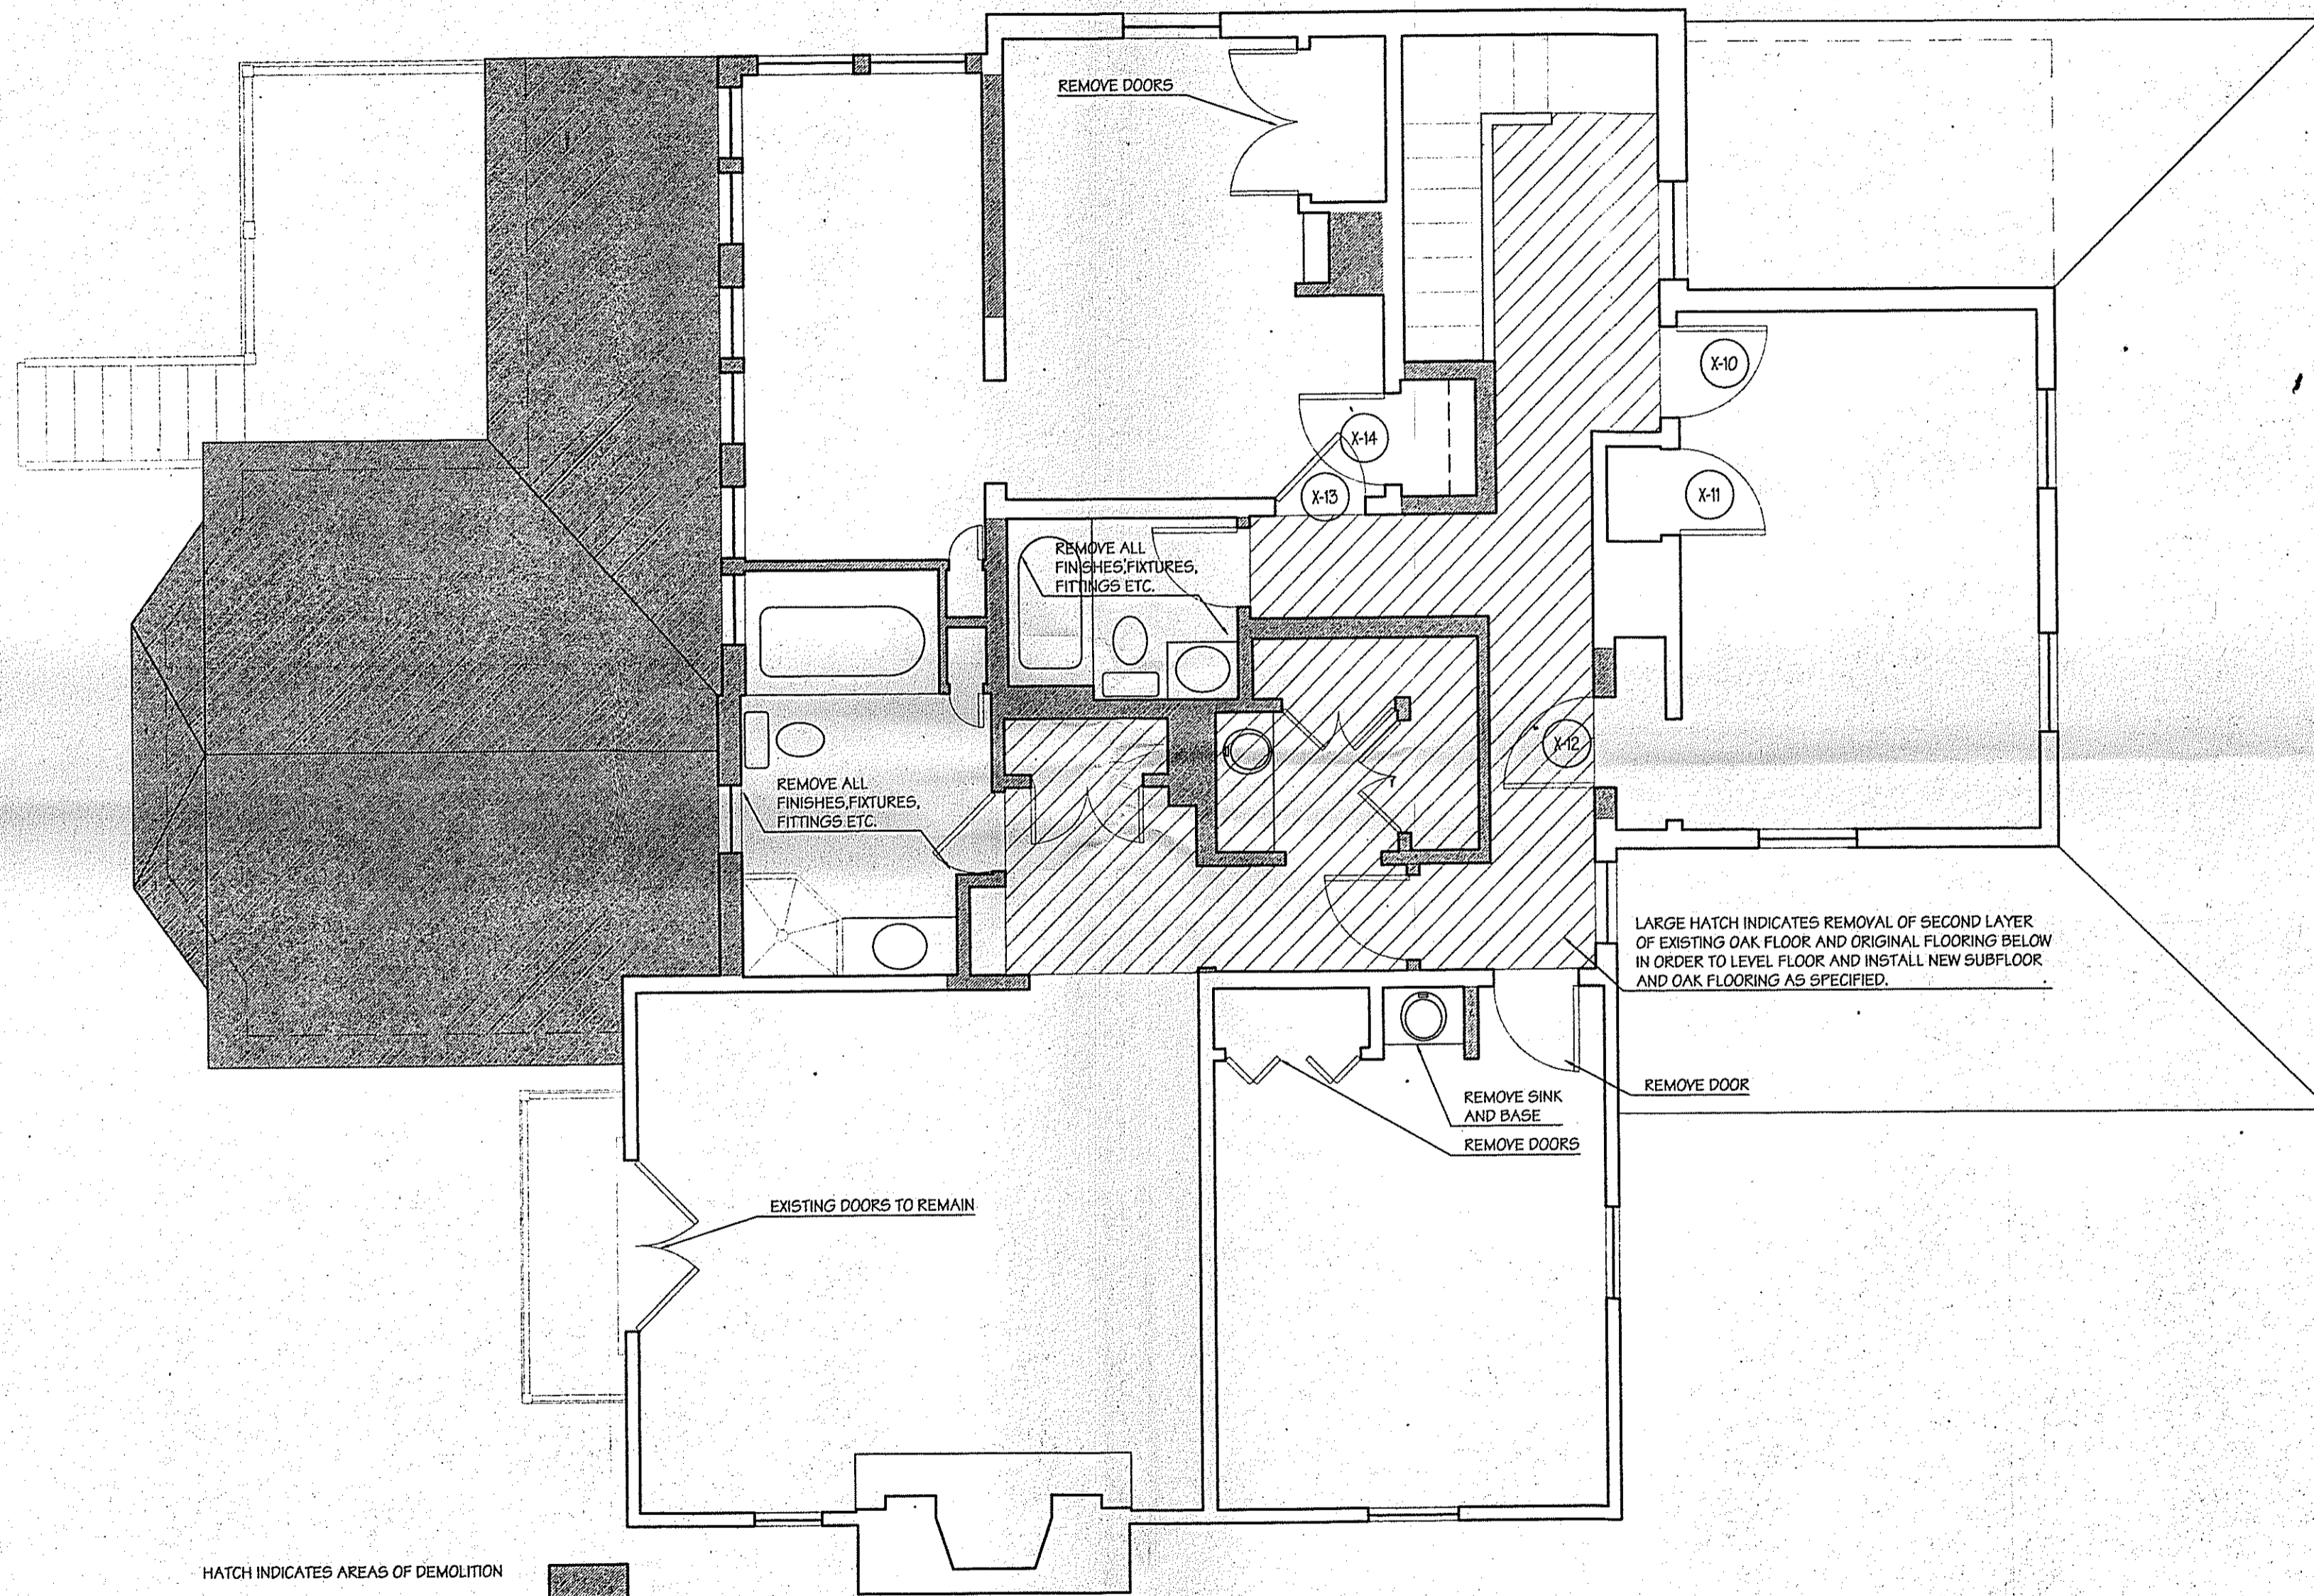 REMOVE DOORS
X-10
X-14
X-13
X-11
REMOVE ALL
FINISHES,FIXTURES,
FITTINGS ETC.
X-12
REMOVE ALL
FINISHES,FIXTURES,
FITTINGS ETC.
LARGE HATCH INDICATES REMOVAL OF SECOND LAYER
OF EXISTING OAK FLOOR AND ORIGINAL FLOORING BELOW
IN ORDER TO LEVEL FLOOR AND INSTALL NEW SUBFLOOR
AND OAK FLOORING AS SPECIFIED.
REMOVE DOOR
REMOVE SINK
AND BASE
REMOVE DOORS
EXISTING DOORS TO REMAIN
HATCH INDICATES AREAS OF DEMOLITION